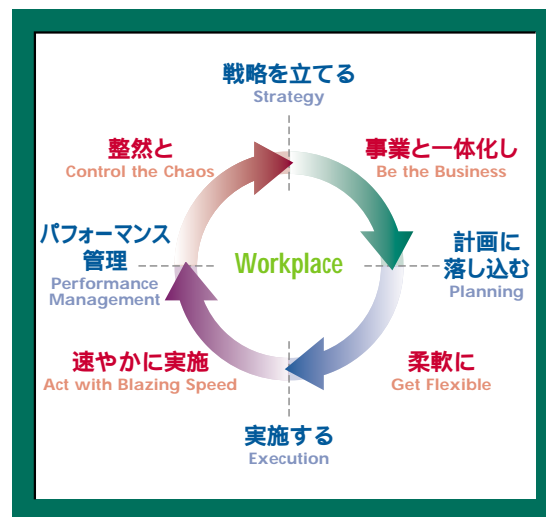 戦略を立てる
Strategy
整然と
Control the Chaos
事業と一体化し
Be the Business
パフォーマンス
管理
Performance
Management
Workplace
計画に
落し込む
Planning
速やかに実施
Act with Blazing Speed
柔軟に
Get Flexible
実施する
Execution